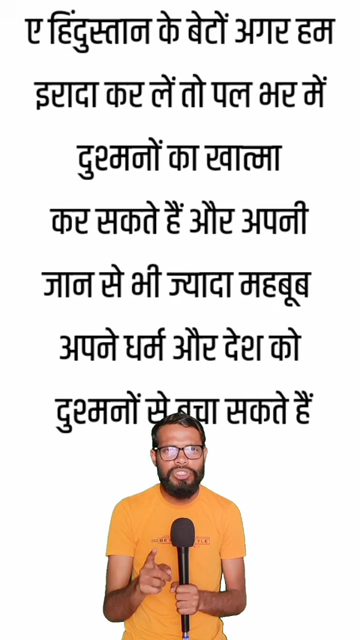 ए हिंदुस्तान के बेटों अगर हम
इरादा कर लें तो पल भर में
दुश्मनों का खात्मा
कर सकते हैं और अपनी
जान से भी ज्यादा महबूब
अपने धर्म और देश को
दुश्मनों से बचा सकते हैं